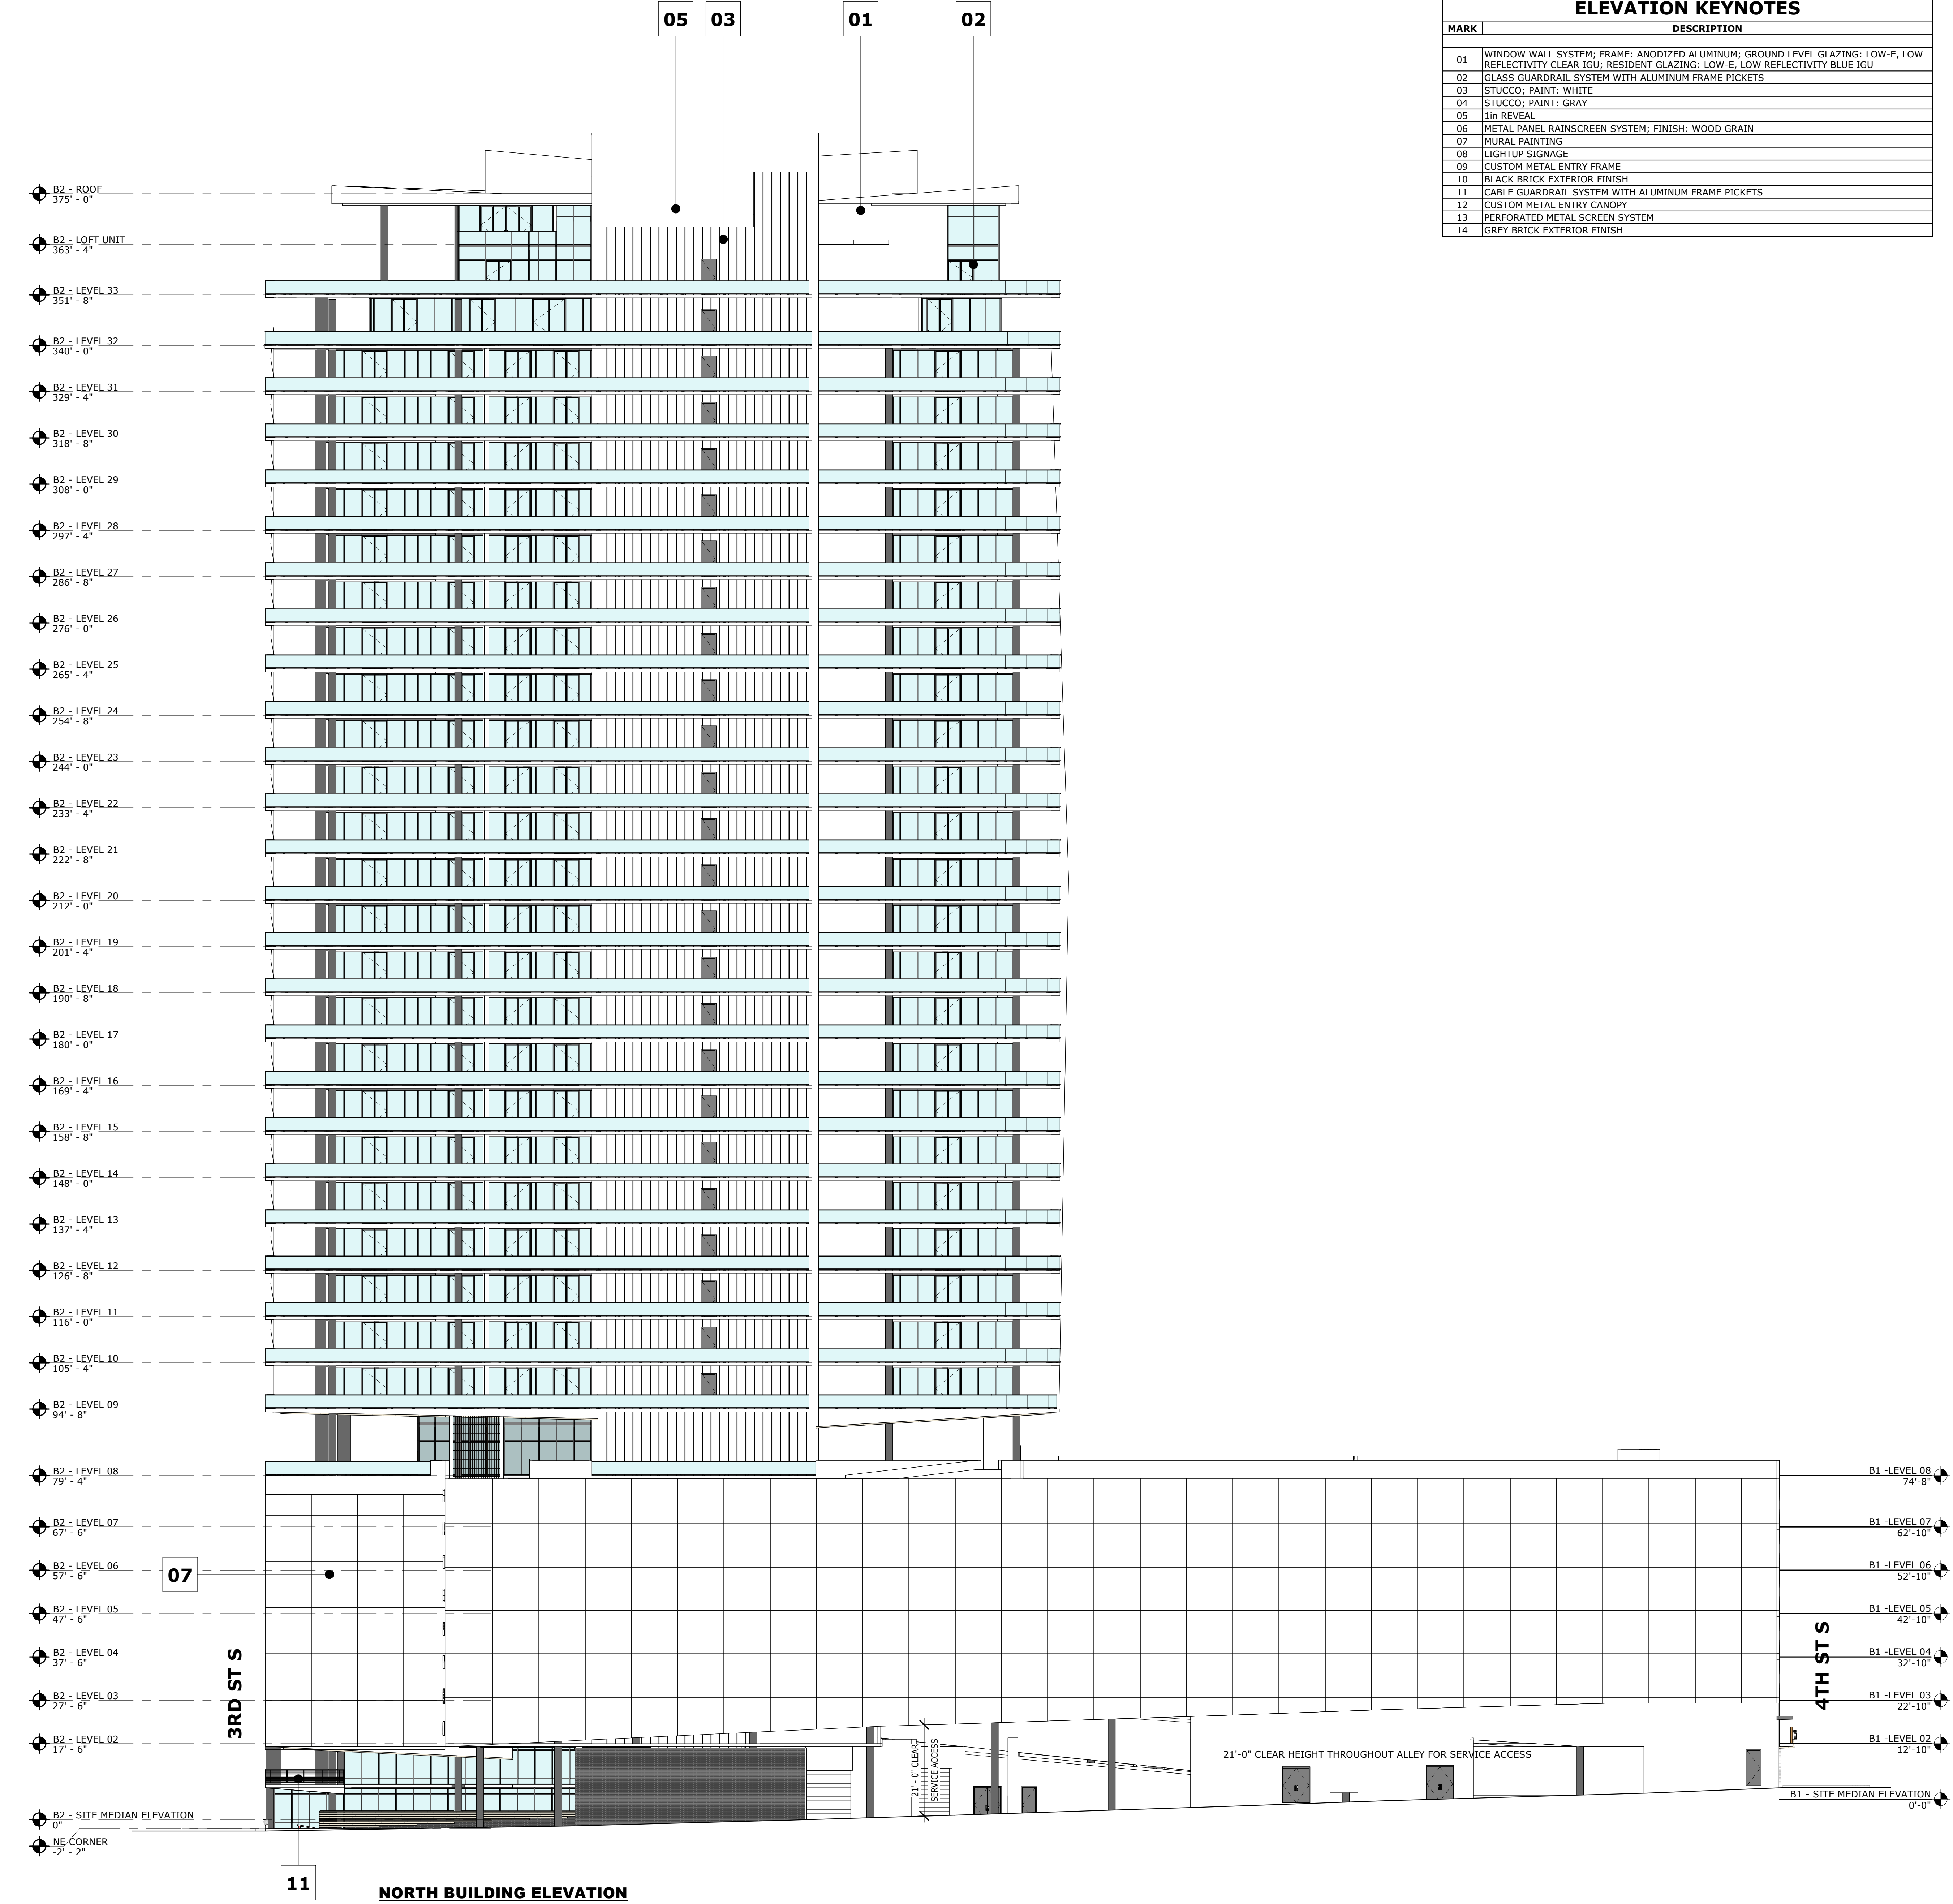 05 03 01 02
ELEVATION KEYNOTES
MARK DESCRIPTION
01 WINDOW WALL SYSTEM; FRAME: ANODIZED ALUMINUM; GROUND LEVEL GLAZING: LOW-E, LOW
REFLECTIVITY CLEAR IGU; RESIDENT GLAZING: LOW-E, LOW REFLECTIVITY BLUE IGU
02 GLASS GUARDRAIL SYSTEM WITH ALUMINUM FRAME PICKETS
03 STUCCO; PAINT: WHITE
04 STUCCO; PAINT: GRAY
05 1in REVEAL
06 METAL PANEL RAINSCREEN SYSTEM; FINISH: WOOD GRAIN
07 MURAL PAINTING
08 LIGHTUP SIGNAGE
09 CUSTOM METAL ENTRY FRAME
10 BLACK BRICK EXTERIOR FINISH
11 CABLE GUARDRAIL SYSTEM WITH ALUMINUM FRAME PICKETS
12 CUSTOM METAL ENTRY CANOPY
13 PERFORATED METAL SCREEN SYSTEM
14 GREY BRICK EXTERIOR FINISH
B2 - ROOF
375' - 0"
B2 - LOFT UNIT
363' - 4"
B2 - LEVEL 33
351' - 8"
B2 - LEVEL 32
340' - 0"
B2 - LEVEL 31
329' - 4"
B2 - LEVEL 30
318' - 8"
B2 - LEVEL 29
308' - 0"
B2 - LEVEL 28
297' - 4"
B2 - LEVEL 27
286' - 8"
B2 - LEVEL 26
276' - 0"
B2 - LEVEL 25
265' - 4"
B2 - LEVEL 24
254' - 8"
B2 - LEVEL 23
244' - 0"
B2 - LEVEL 22
233' - 4"
B2 - LEVEL 21
222' - 8"
B2 - LEVEL 20
212' - 0"
B2 - LEVEL 19
201' - 4"
B2 - LEVEL 18
190' - 8"
B2 - LEVEL 17
180' - 0"
B2 - LEVEL 16
169' - 4"
B2 - LEVEL 15
158' - 8"
B2 - LEVEL 14
148' - 0"
B2 - LEVEL 13
137' - 4"
B2 - LEVEL 12
126' - 8"
B2 - LEVEL 11
116' - 0"
B2 - LEVEL 10
105' - 4"
B2 - LEVEL 09
94' - 8"
B2 - LEVEL 08
79' - 4"
B2 - LEVEL 07
67' - 6"
B2 - LEVEL 06
57' - 6"
B2 - LEVEL 05
47' - 6"
B2 - LEVEL 04
37' - 6"
B2 - LEVEL 03
27' - 6"
B2 - LEVEL 02
17' - 6"
B2 - SITE MEDIAN ELEVATION
0"
NE CORNER
-2' - 2"
07
3RD ST S
11
21' - 0" CLEAR
SERVICE ACCESS
21'-0" CLEAR HEIGHT THROUGHOUT ALLEY FOR SERVICE ACCESS
4TH ST S
B1 -LEVEL 08
74'-8"
B1 -LEVEL 07
62'-10"
B1 -LEVEL 06
52'-10"
B1 -LEVEL 05
42'-10"
B1 -LEVEL 04
32'-10"
B1 -LEVEL 03
22'-10"
B1 -LEVEL 02
12'-10"
B1 - SITE MEDIAN ELEVATION
0'-0"
NORTH BUILDING ELEVATION